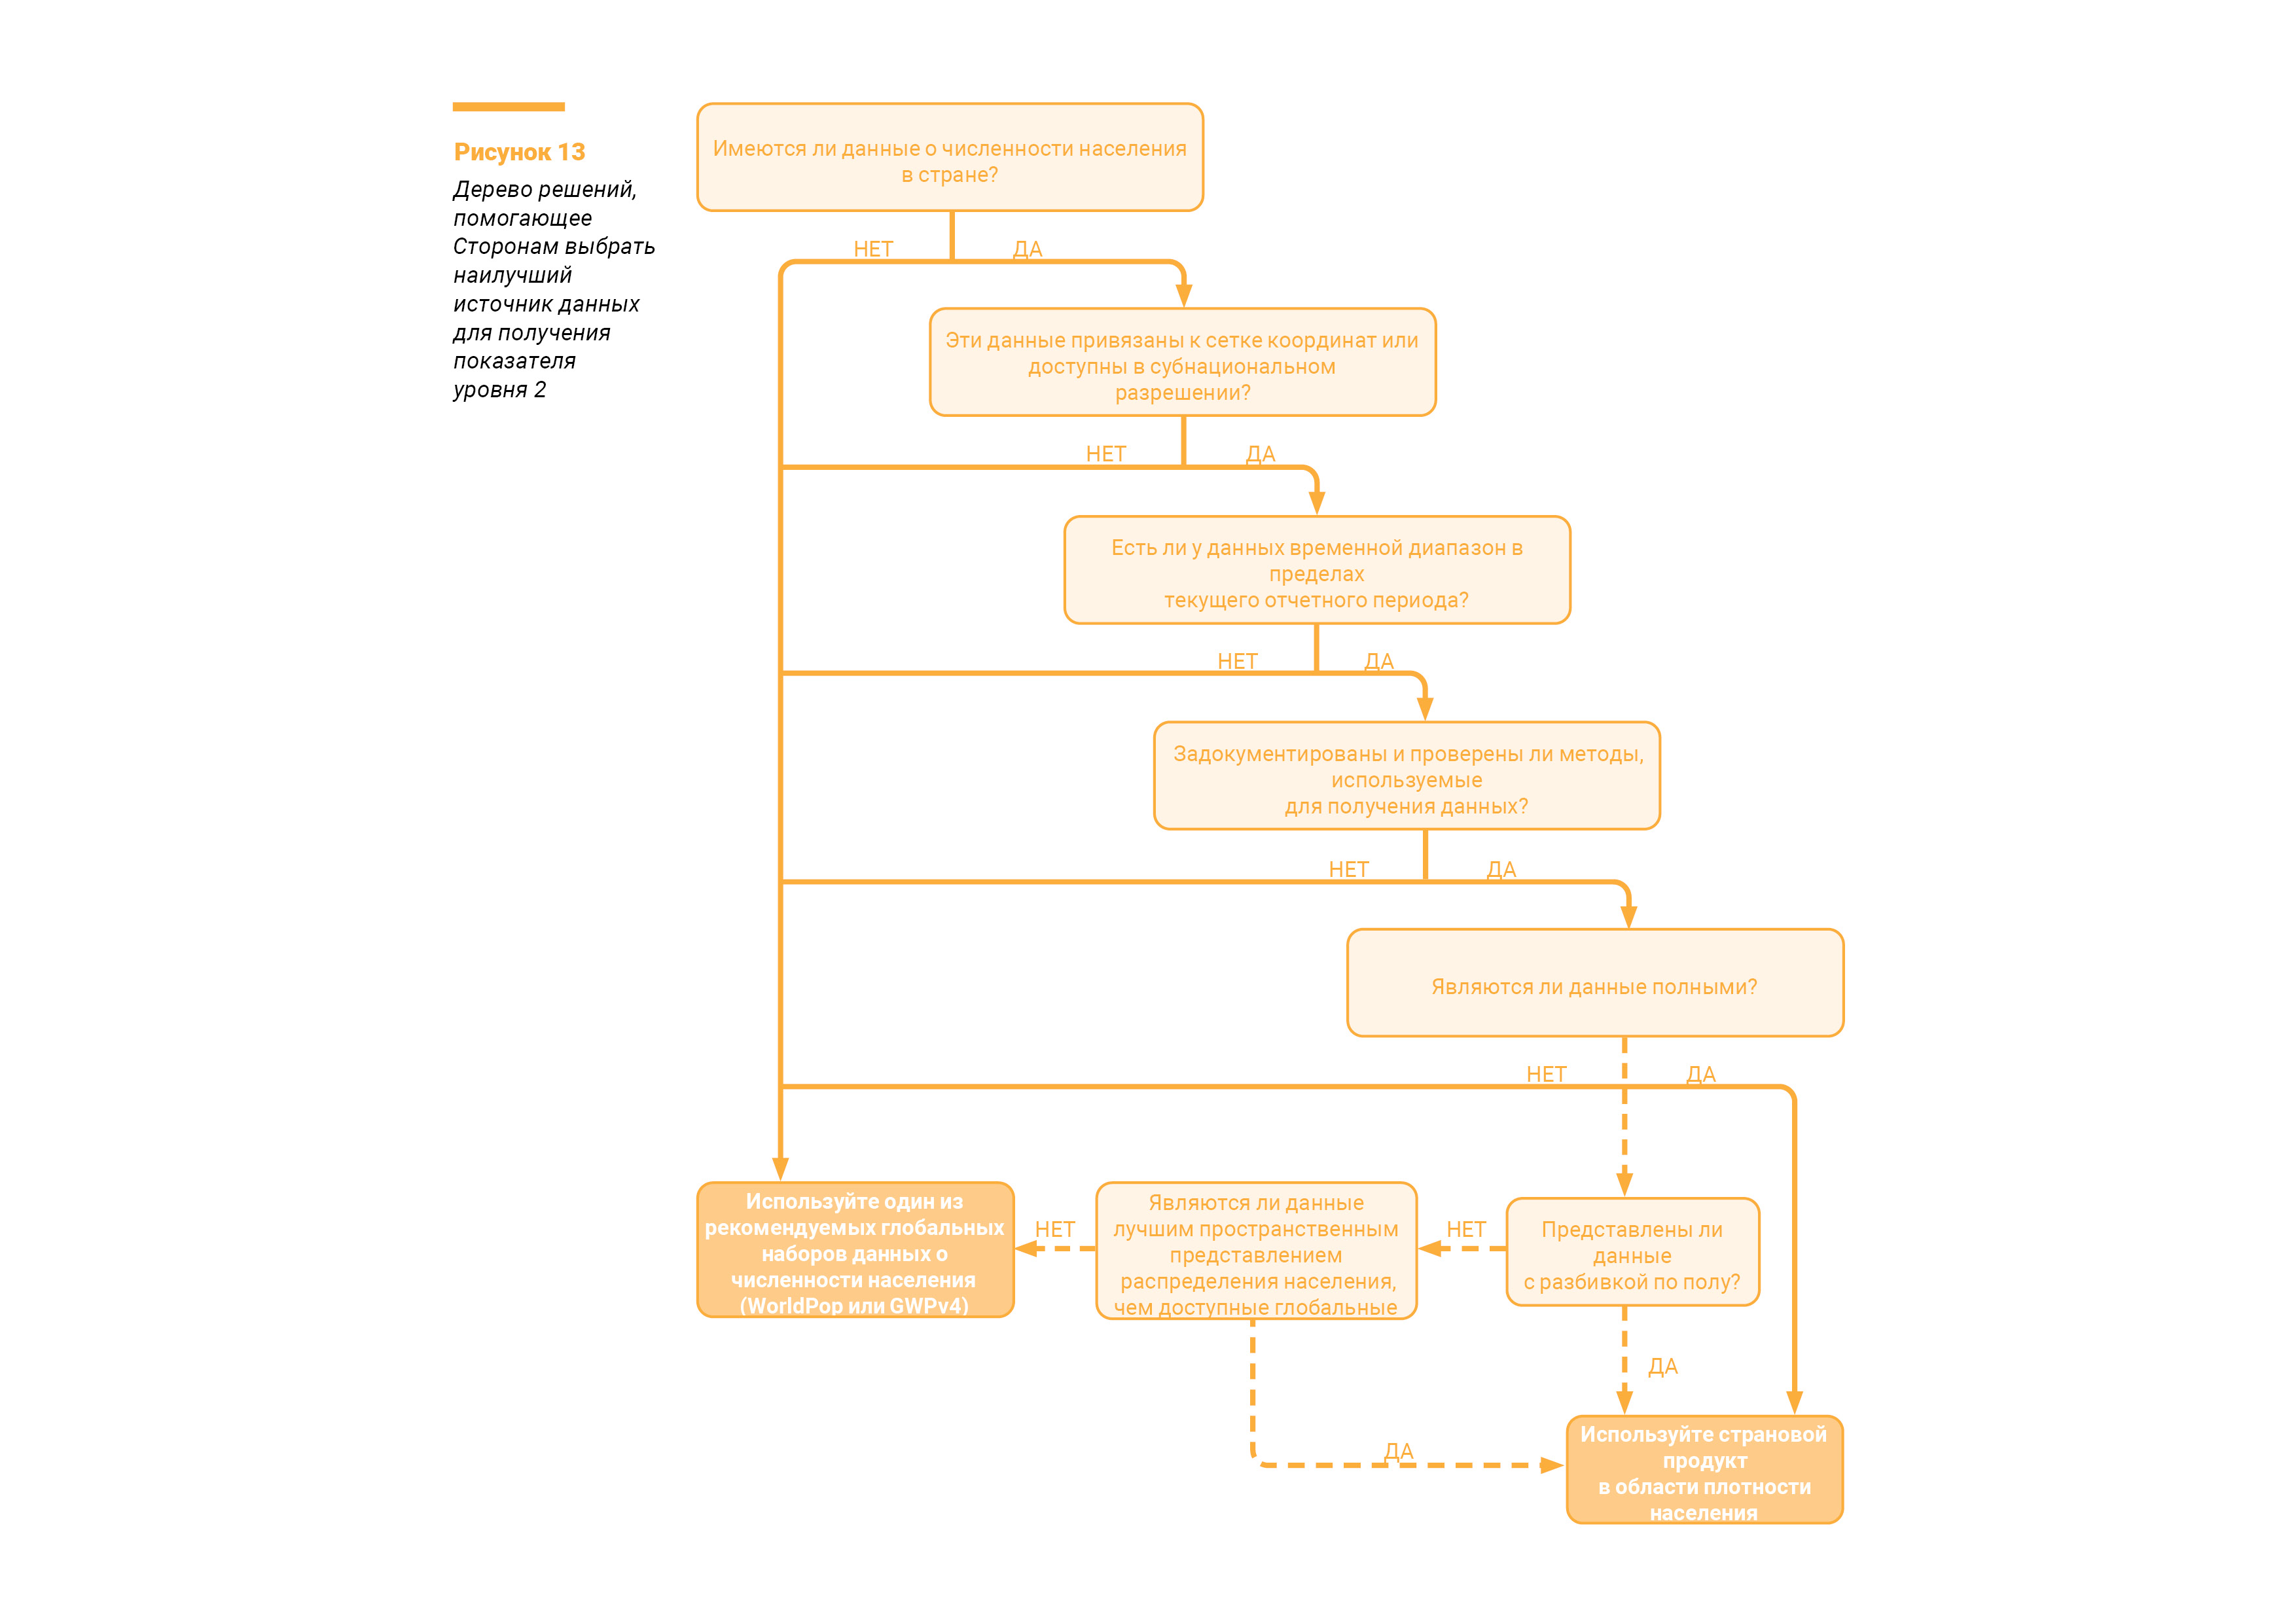 Рисунок 13
Дерево решений,
помогающее
Сторонам выбрать
наилучший
источник данных
для получения
показателя
уровня 2
Имеются ли данные о численности населения
в стране?
НЕТ
ДА
Эти данные привязаны к сетке координат или
доступны в субнациональном
разрешении?
НЕТ
ДА
Есть ли у данных временной диапазон в
пределах
текущего отчетного периода?
НЕТ
ДА
Задокументированы и проверены ли методы,
используемые
для получения данных?
НЕТ
ДА
Являются ли данные полными?
НЕТ
ДА
Используйте один из
рекомендуемых глобальных
наборов данных о
численности населения
(WorldPop или GWPv4)
НЕТ
Являются ли данные
лучшим пространственным
представлением
распределения населения,
чем доступные глобальные
НЕТ
Представлены ли
данные
с разбивкой по полу?
ДА
ДА
Используйте страновой
продукт
в области плотности
населения